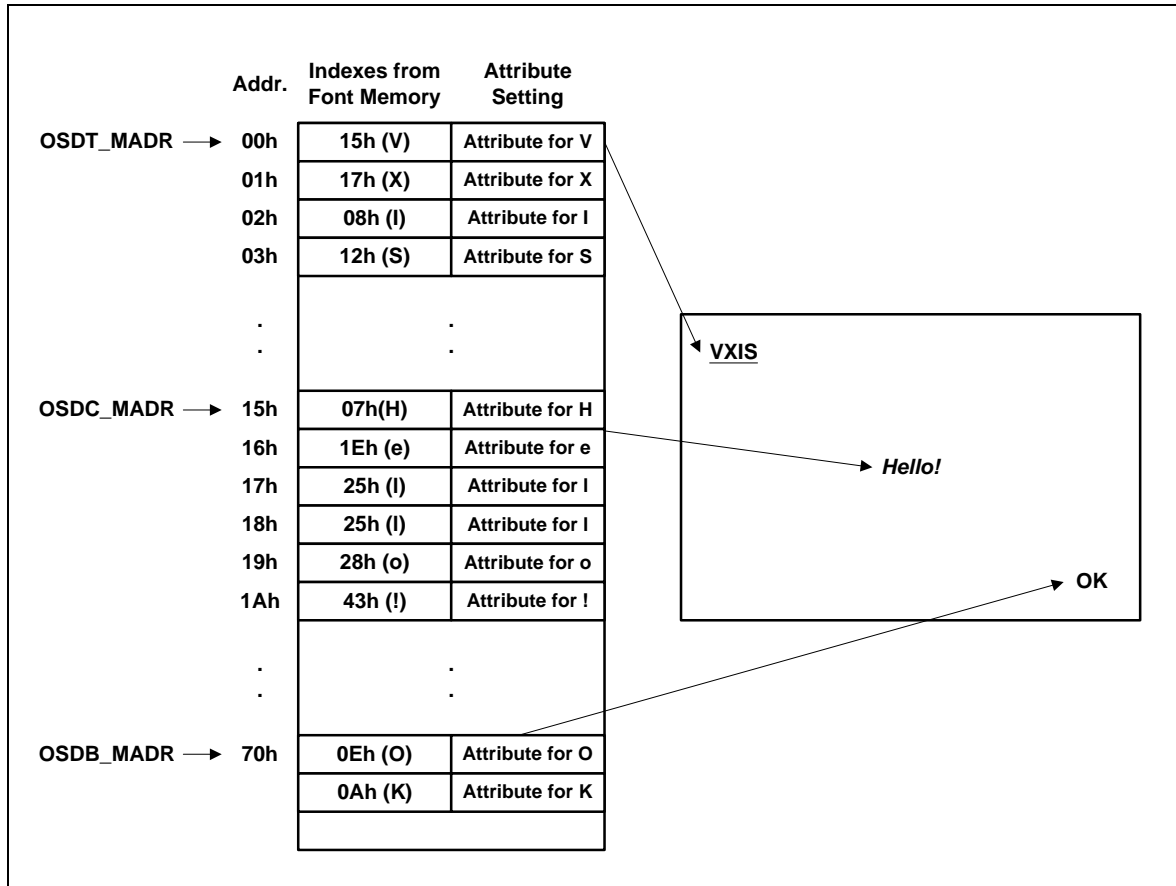 Addr. Indexes from Font Memory Attribute Setting
OSDT_MADR 00h 15h (V) Attribute for V
01h 17h (X) Attribute for X
02h 08h (I) Attribute for I
03h 12h (S) Attribute for S
. .
. .
VXIS
OSDC_MADR 15h 07h(H) Attribute for H
16h 1Eh (e) Attribute for e
Hello!
17h 25h (l) Attribute for l
18h 25h (l) Attribute for l
19h 28h (o) Attribute for o
OK
1Ah 43h (!) Attribute for !
. .
. .
OSDB_MADR 70h 0Eh (O) Attribute for O
0Ah (K) Attribute for K